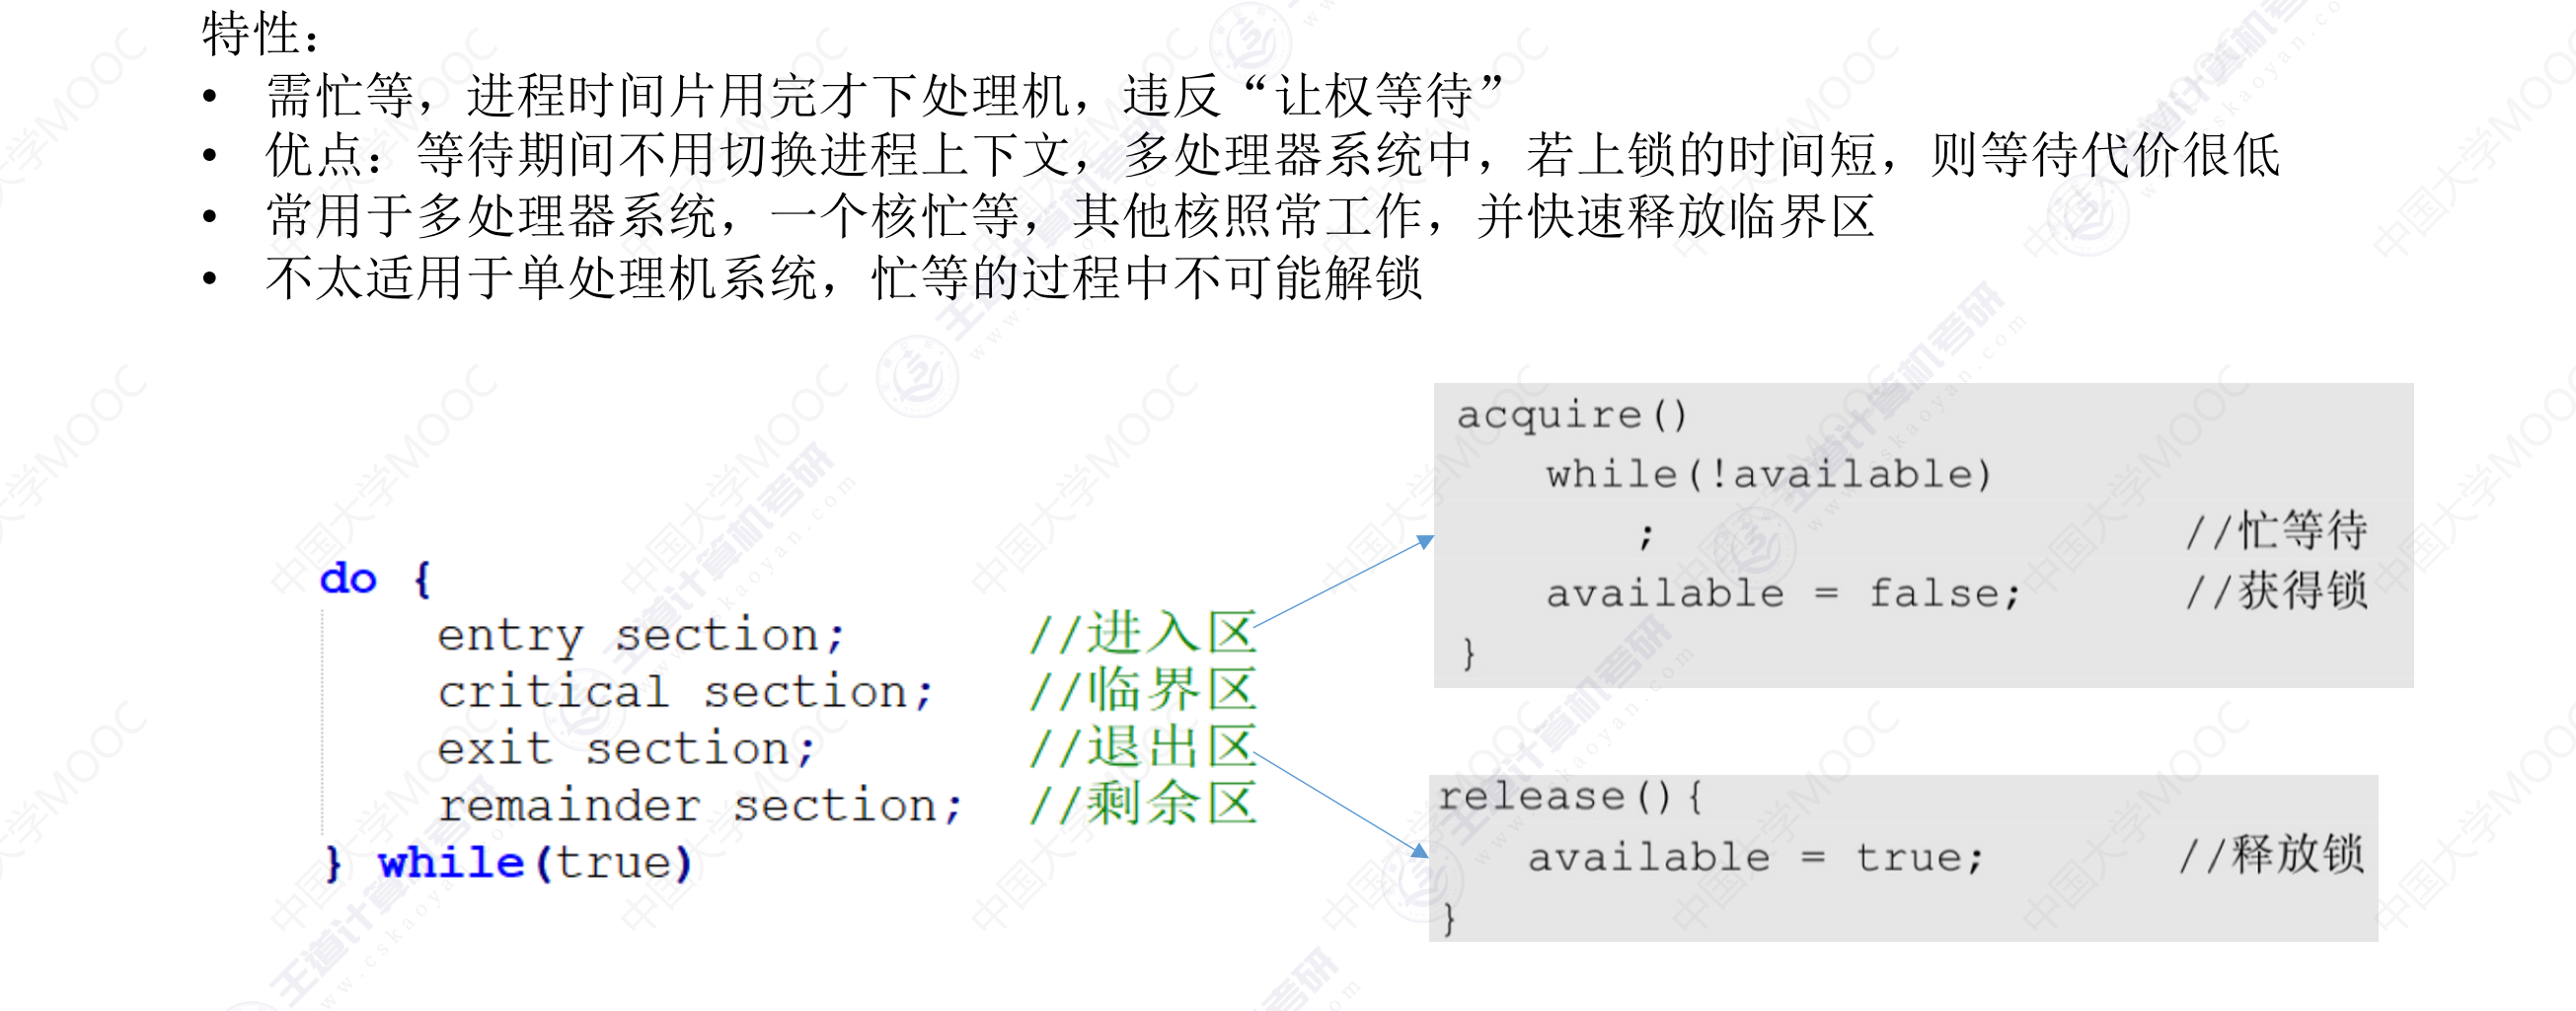 特性：
• 需忙等，进程时间片用完才下处理机，违反“让权等待”
• 优点：等待期间不用切换进程上下文，多处理器系统中，若上锁的时间短，则等待代价很低
• 常用于多处理器系统，一个核忙等，其他核照常工作，并快速释放临界区
• 不太适用于单处理机系统，忙等的过程中不可能解锁
do {
entry section; //进入区
critical section; //临界区
exit section; //退出区
remainder section; //剩余区
} while(true)
acquire()
while(!available)
; //忙等待
available = false; //获得锁
}
release(){
available = true; //释放锁
}
中国大学MOOC
王道计算机考研
www.cskaoyan.com